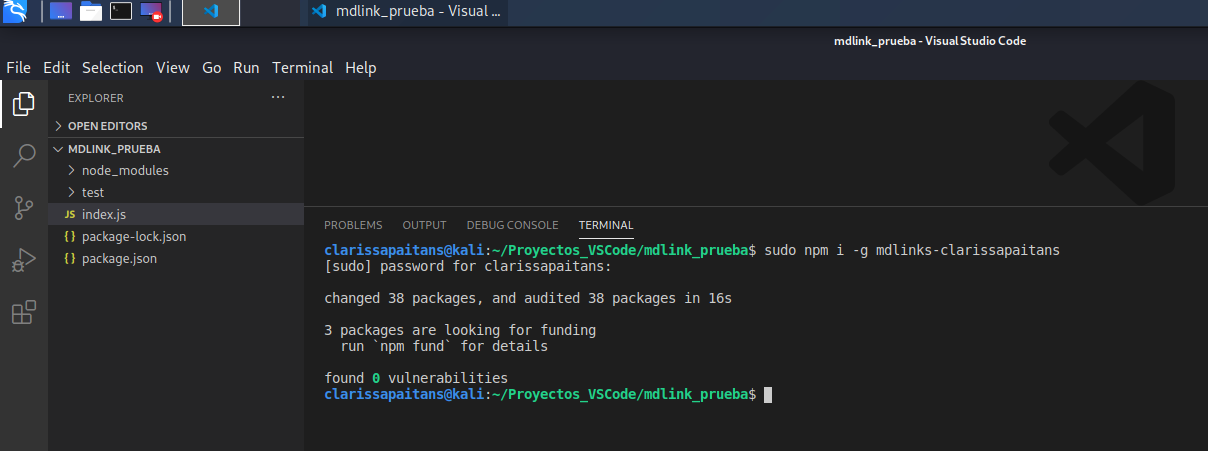 mdlink_prueba - Visual ...
mdlink_prueba - Visual Studio Code
File Edit Selection View Go Run Terminal Help
EXPLORER ...
OPEN EDITORS
MDLINK_PRUEBA
node_modules
test
JS index.js
{} package-lock.json
{} package.json
PROBLEMS OUTPUT DEBUG CONSOLE TERMINAL
clarissapaitans@kali:~/Proyectos_VSCode/mdlink_prueba$ sudo npm i -g mdlinks-clarissapaitans
[sudo] password for clarissapaitans:
changed 38 packages, and audited 38 packages in 16s
3 packages are looking for funding
run `npm fund` for details
found 0 vulnerabilities
clarissapaitans@kali:~/Proyectos_VSCode/mdlink_prueba$